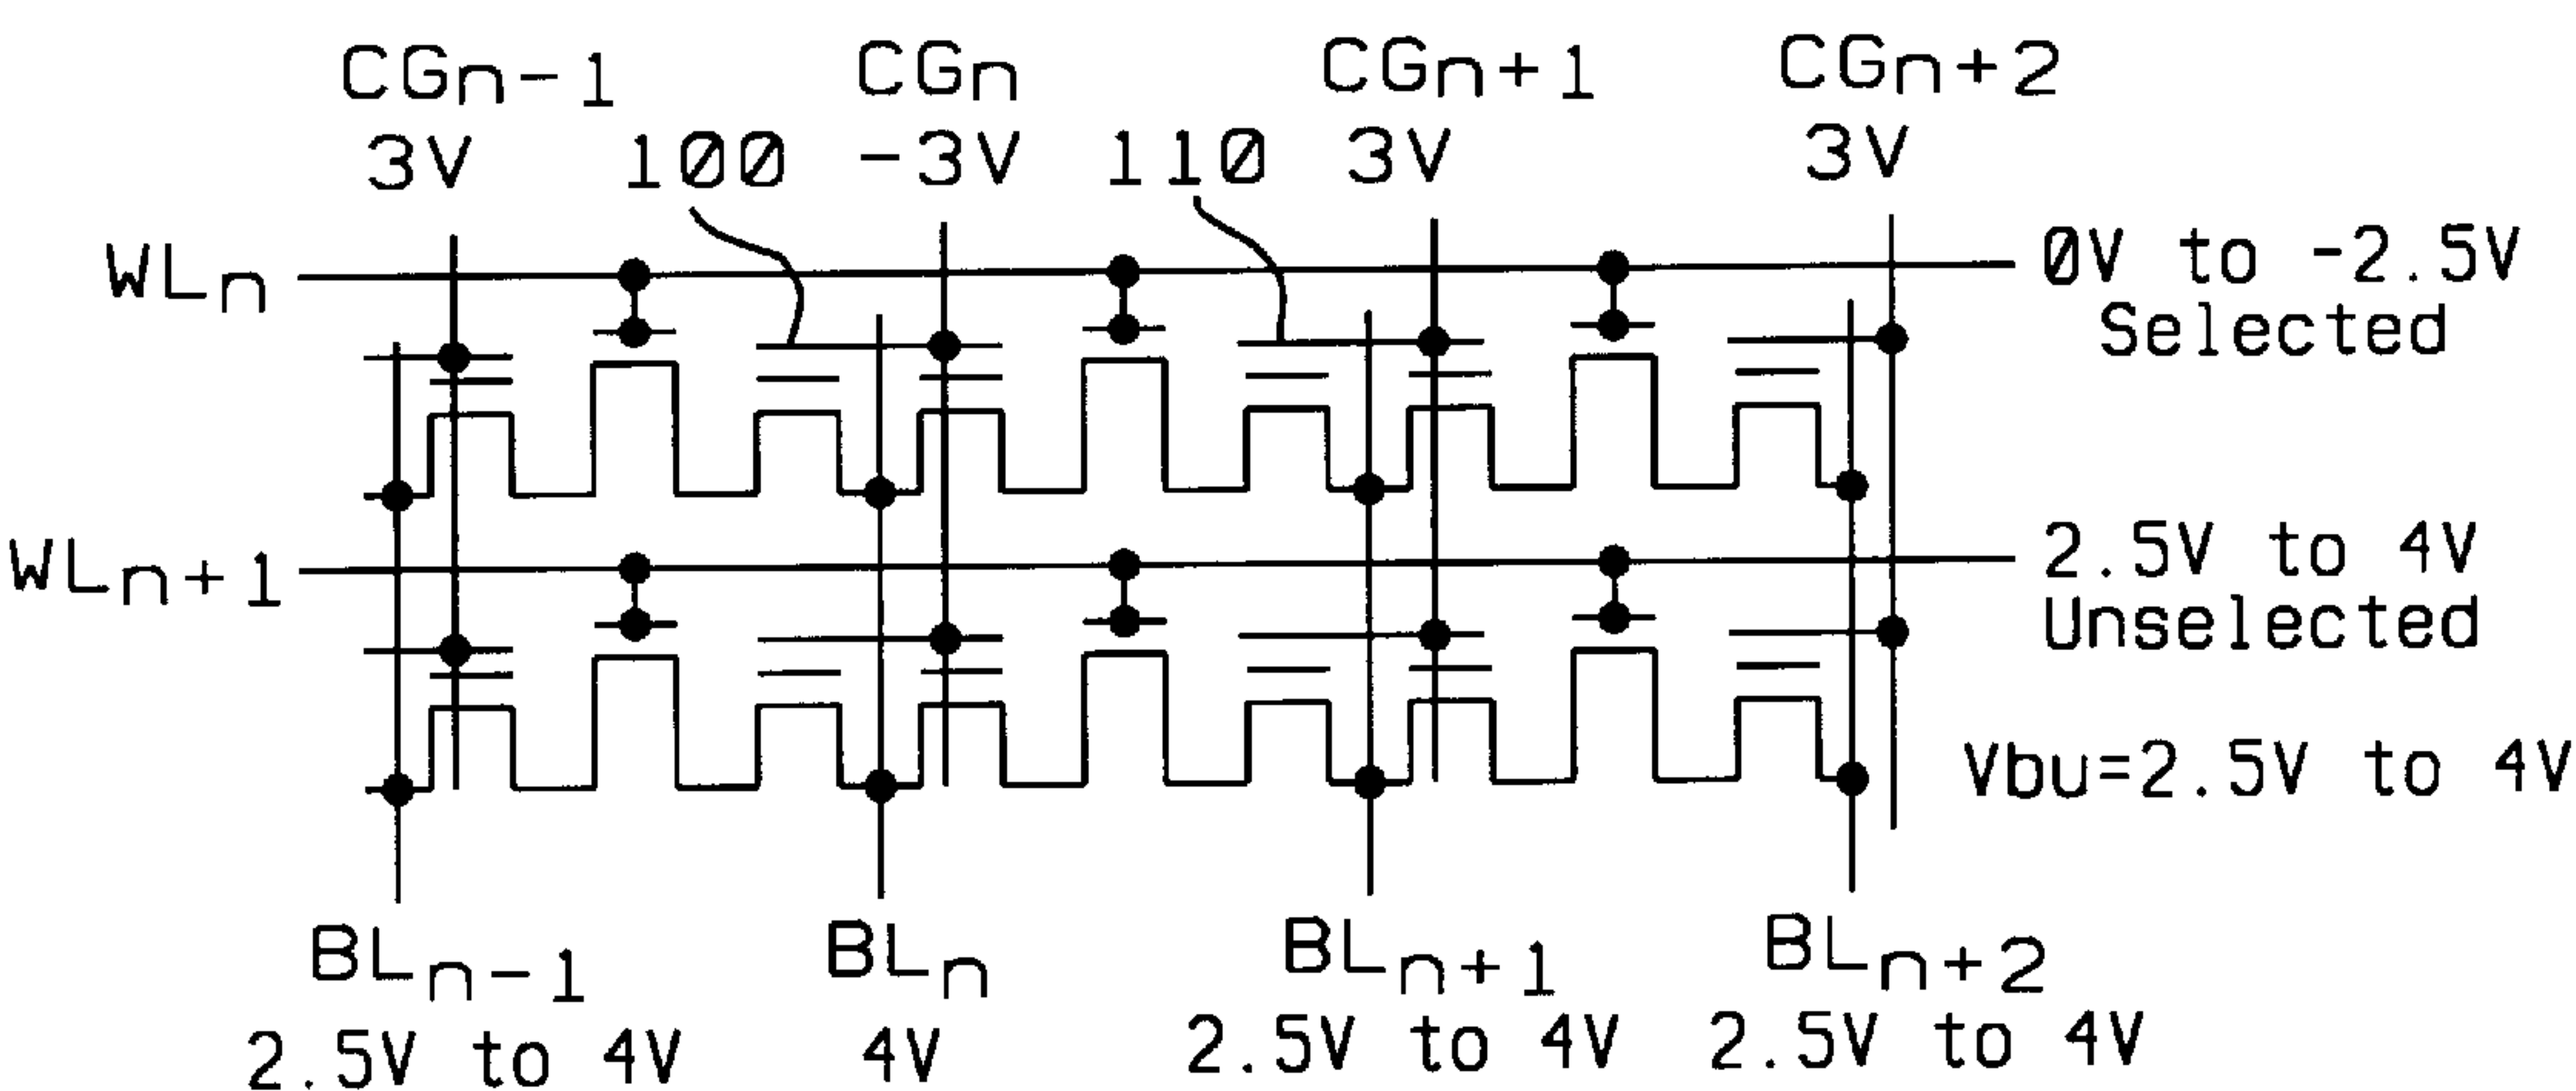 CGn-1 CGn CGn+1 CGn+2
3V 100 -3V 110 3V 3V
WLn 0V to -2.5V
Selected
WLn+1 2.5V to 4V
Unselected
Vbu=2.5V to 4V
BLn-1 BLn BLn+1 BLn+2
2.5V to 4V 4V 2.5V to 4V 2.5V to 4V